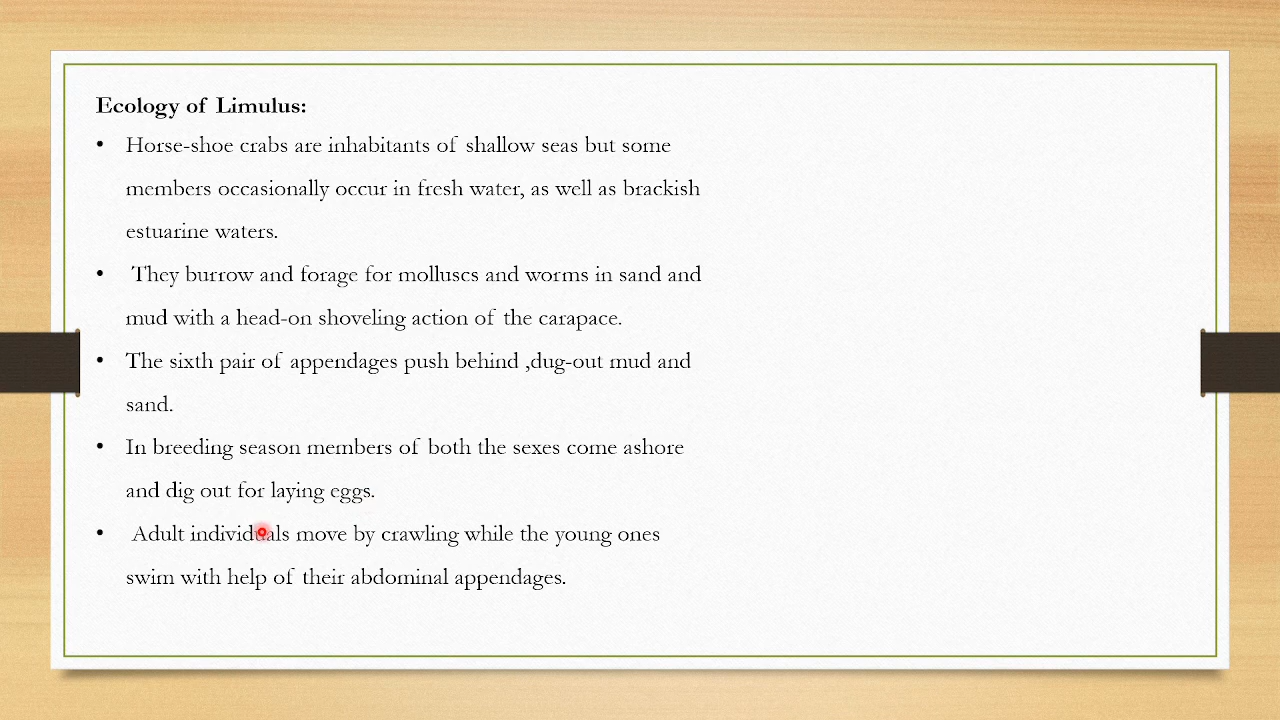 Ecology of Limulus:
• Horse-shoe crabs are inhabitants of shallow seas but some
members occasionally occur in fresh water, as well as brackish
estuarine waters.
• They burrow and forage for molluscs and worms in sand and
mud with a head-on shoveling action of the carapace.
• The sixth pair of appendages push behind ,dug-out mud and
sand.
• In breeding season members of both the sexes come ashore
and dig out for laying eggs.
• Adult individuals move by crawling while the young ones
swim with help of their abdominal appendages.